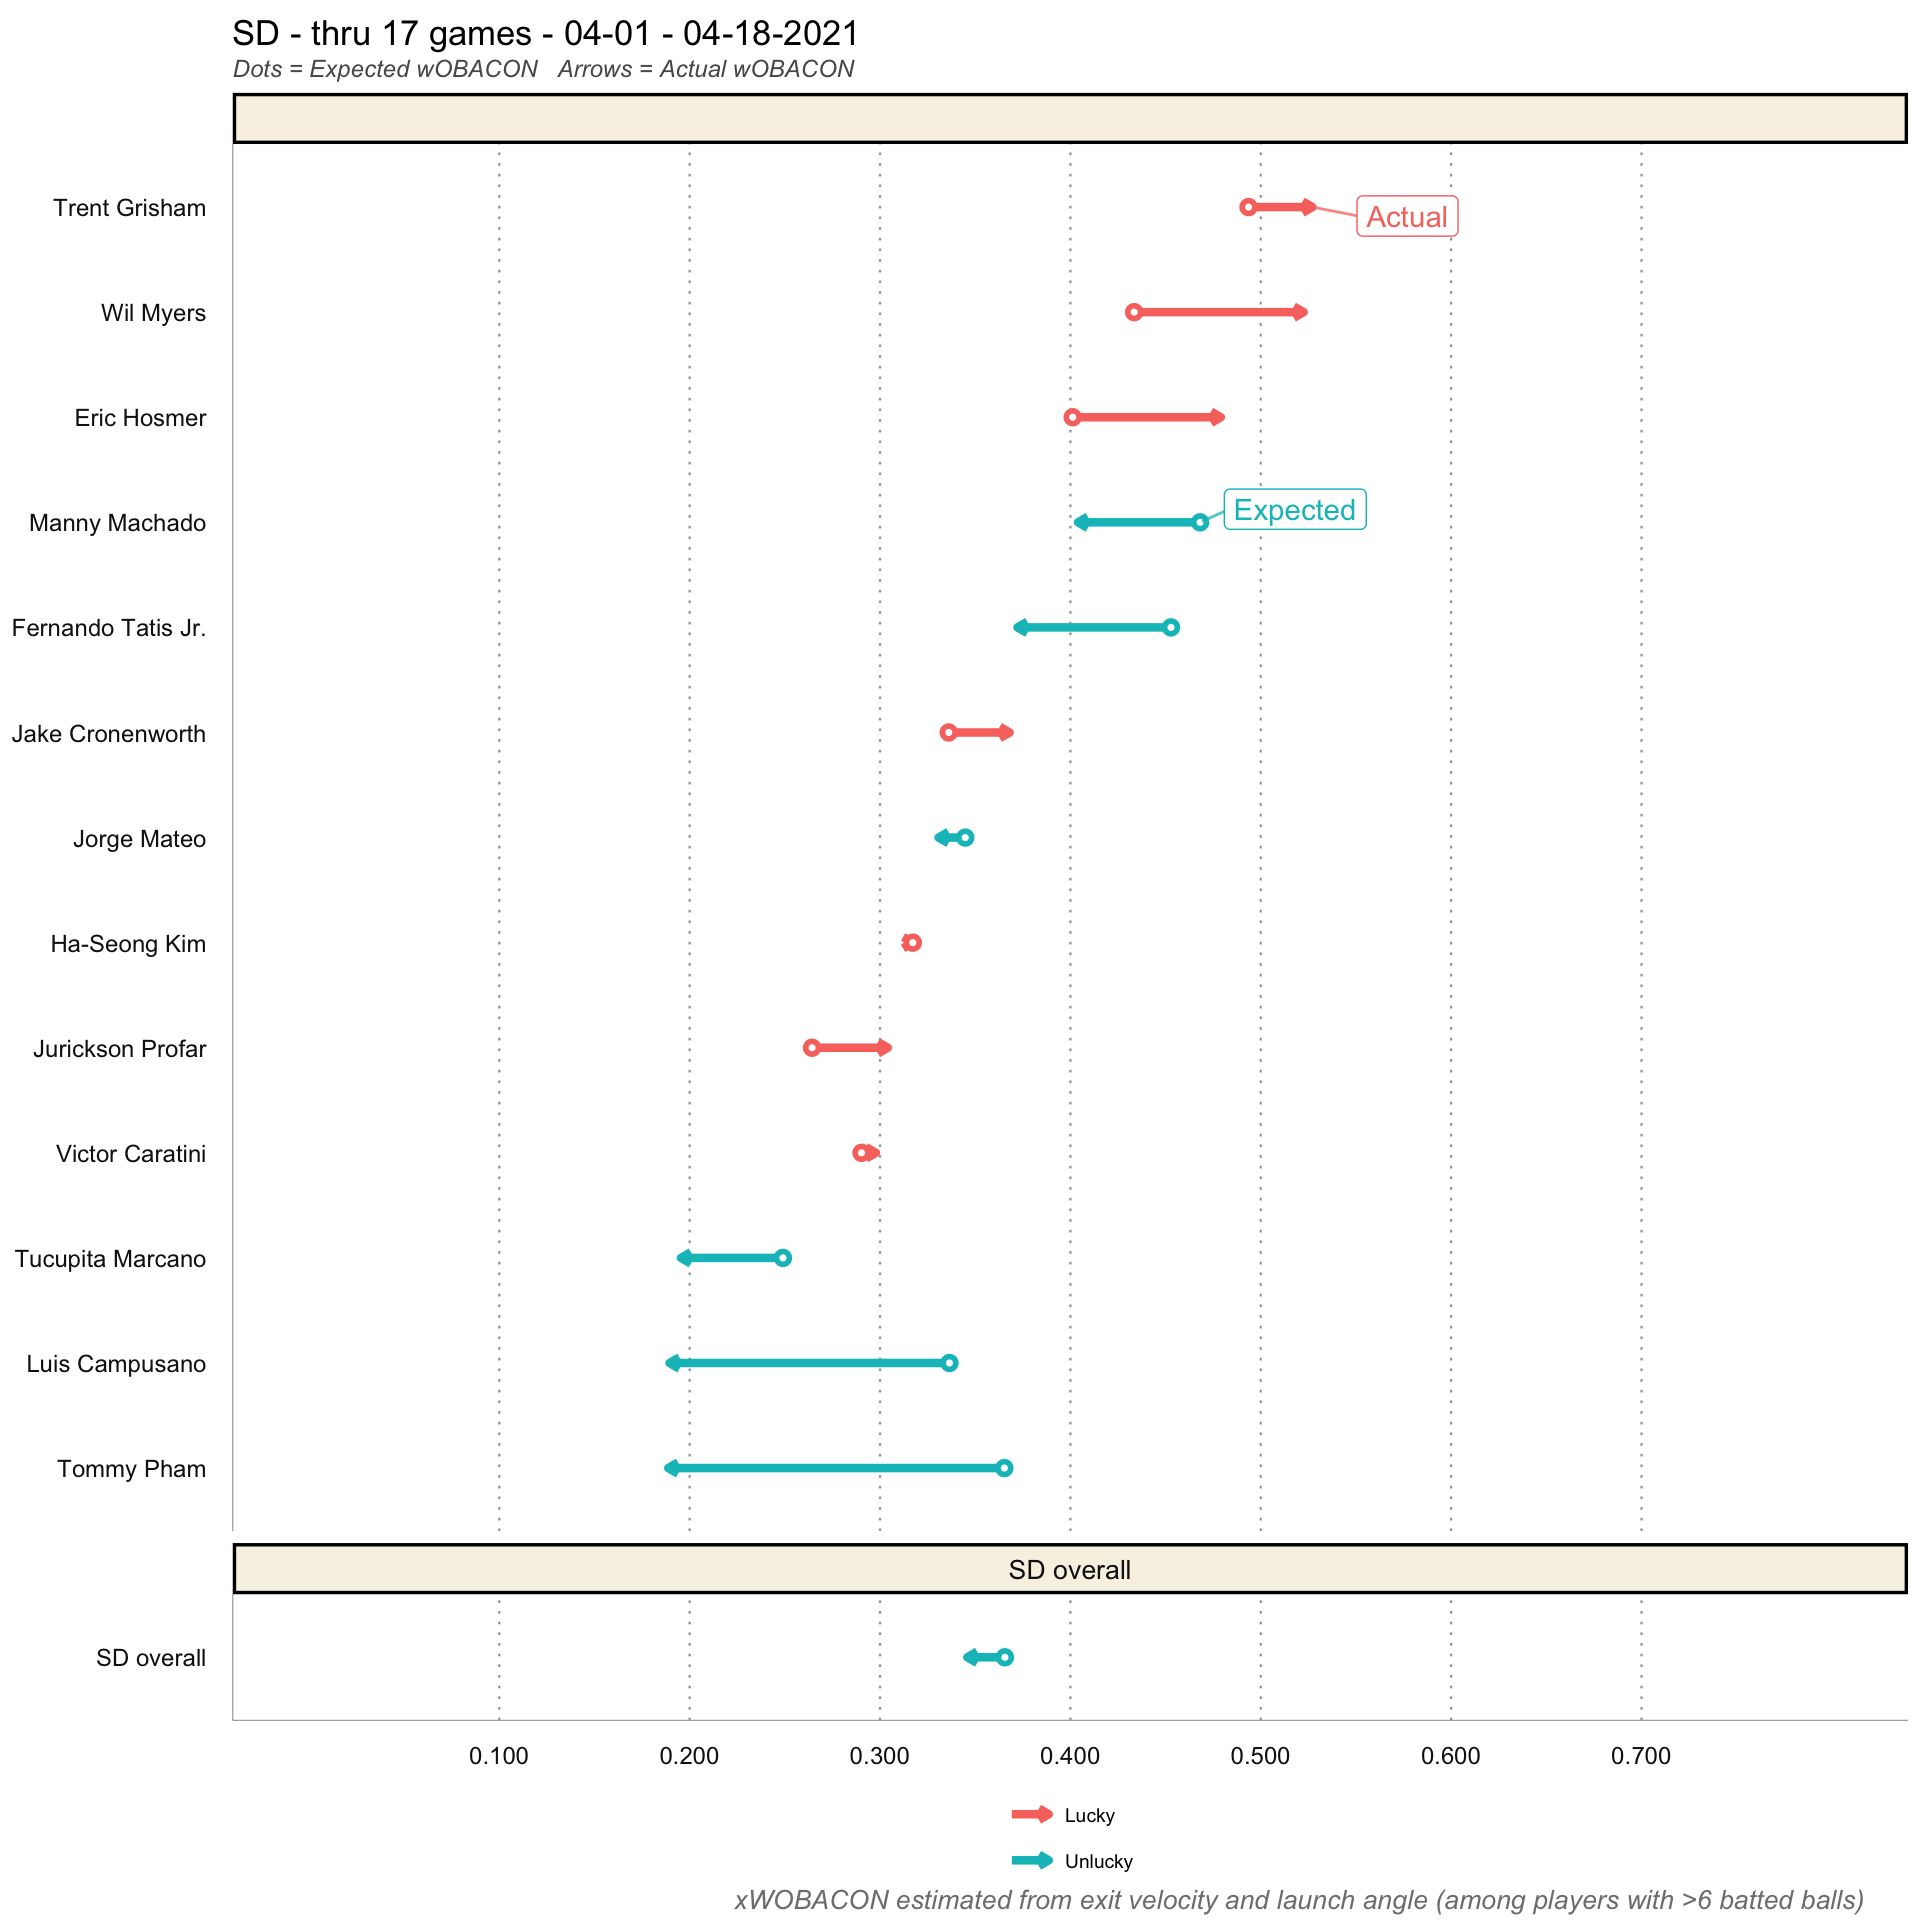 SD - thru 17 games - 04-01 - 04-18-2021
Dots = Expected wOBACON   Arrows = Actual wOBACON
Trent Grisham
Actual
Wil Myers
Eric Hosmer
Manny Machado
Expected
Fernando Tatis Jr.
Jake Cronenworth
Jorge Mateo
Ha-Seong Kim
Jurickson Profar
Victor Caratini
Tucupita Marcano
Luis Campusano
Tommy Pham
SD overall
SD overall
0.100 0.200 0.300 0.400 0.500 0.600 0.700
Lucky
Unlucky
xWOBACON estimated from exit velocity and launch angle (among players with >6 batted balls)